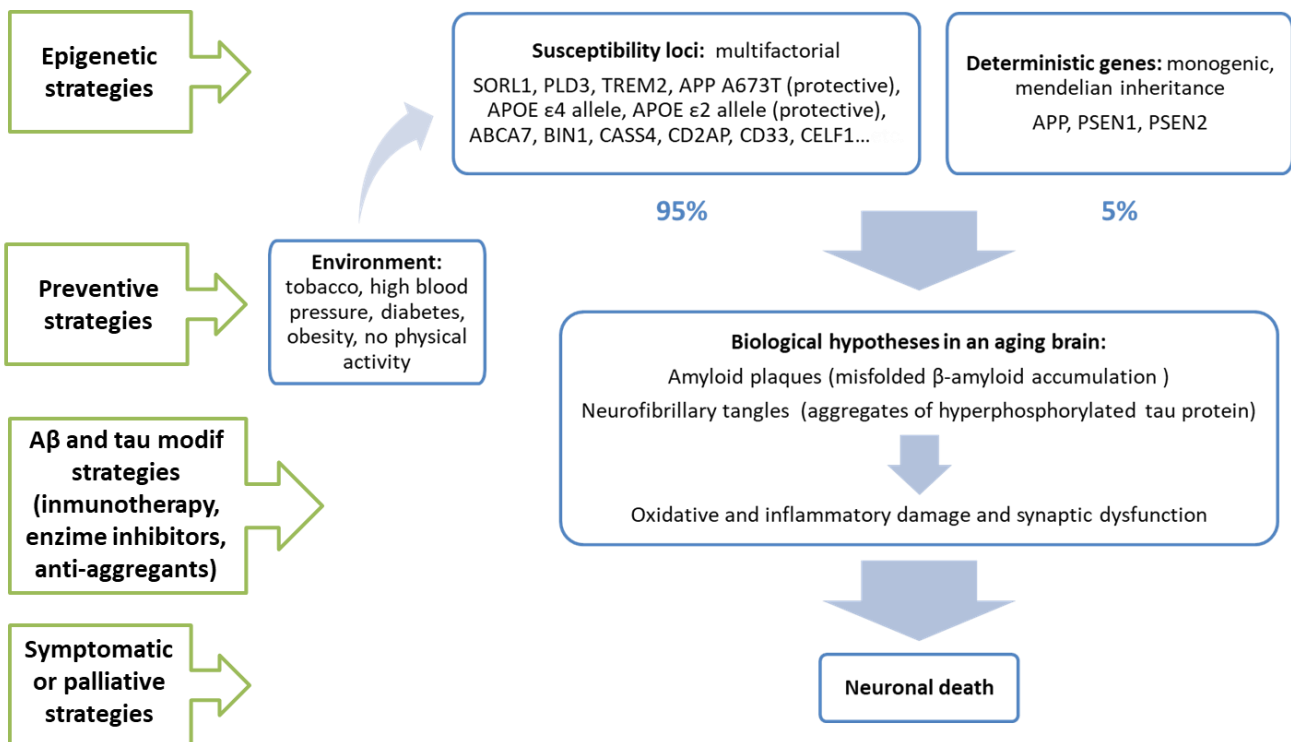 Epigenetic
strategies
Susceptibility loci: multifactorial
SORL1, PLD3, TREM2, APP A673T (protective),
APOE ε4 allele, APOE ε2 allele (protective),
ABCA7, BIN1, CASS4, CD2AP, CD33, CELF1...
Deterministic genes: monogenic,
mendelian inheritance
APP, PSEN1, PSEN2
95%
5%
Preventive
strategies
Environment:
tobacco, high blood
pressure, diabetes,
obesity, no physical
activity
Biological hypotheses in an aging brain:
Amyloid plaques (misfolded β-amyloid accumulation )
Neurofibrillary tangles (aggregates of hyperphosphorylated tau protein)
Oxidative and inflammatory damage and synaptic dysfunction
Aβ and tau modif
strategies
(inmunotherapy,
enzime inhibitors,
anti-aggregants)
Symptomatic
or palliative
strategies
Neuronal death